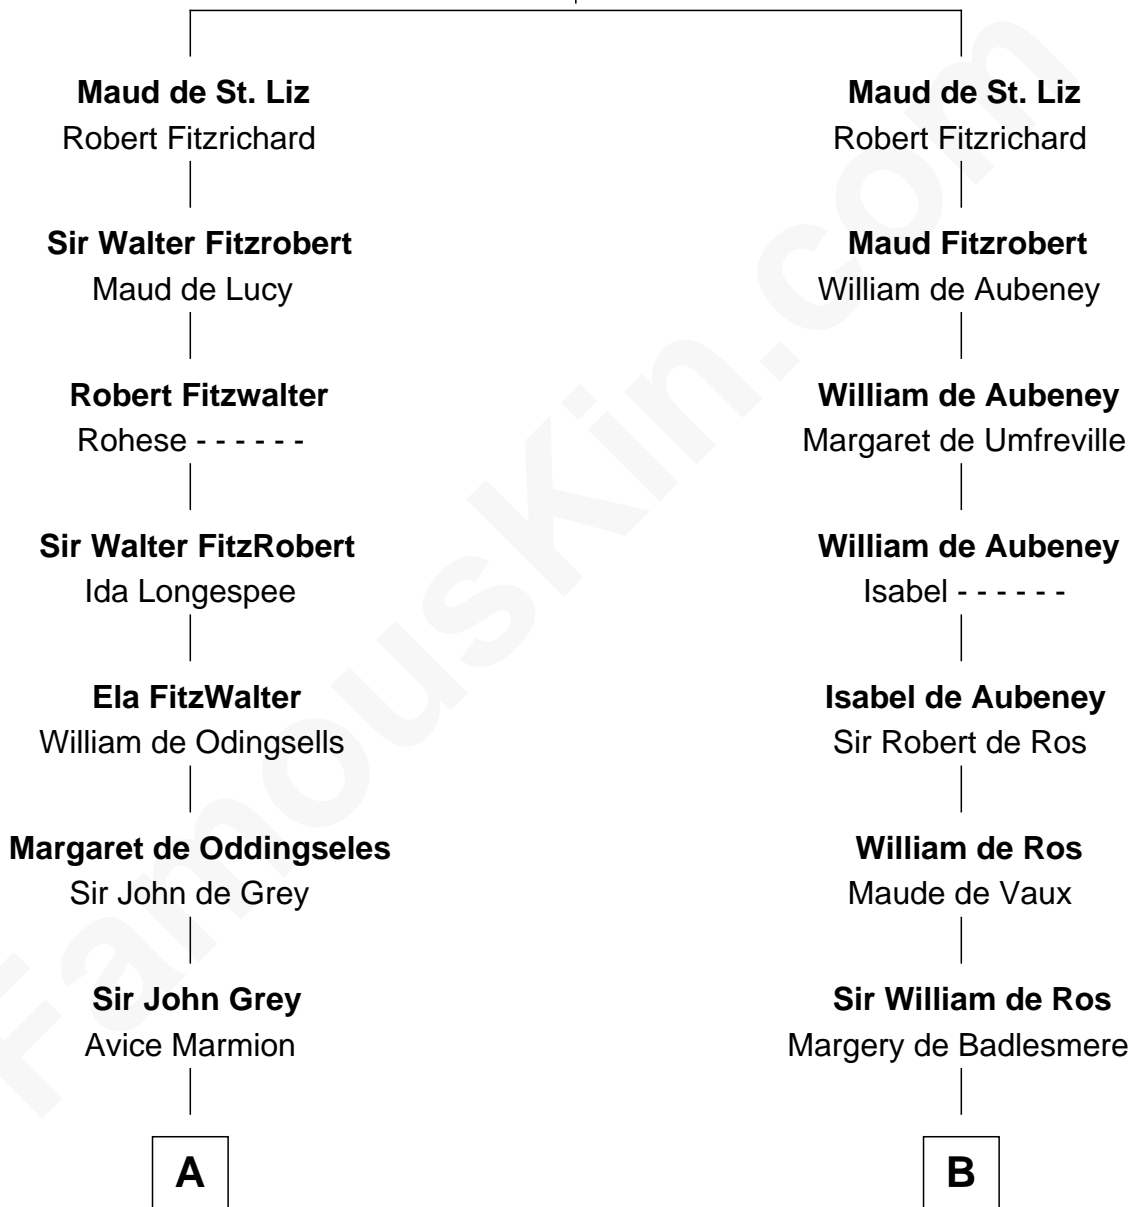 Maud de St. Liz
Robert Fitzrichard
Sir Walter Fitzrobert
Maud de Lucy
Robert Fitzwalter
Rohese - - - - - -
Sir Walter FitzRobert
Ida Longespee
Ela FitzWalter
William de Odingsells
Margaret de Oddingseles
Sir John de Grey
Sir John Grey
Avice Marmion
A
Maud de St. Liz
Robert Fitzrichard
Maud Fitzrobert
William de Aubeney
William de Aubeney
Margaret de Umfreville
William de Aubeney
Isabel - - - - - -
Isabel de Aubeney
Sir Robert de Ros
William de Ros
Maude de Vaux
Sir William de Ros
Margery de Badlesmere
B
FamousKin.com